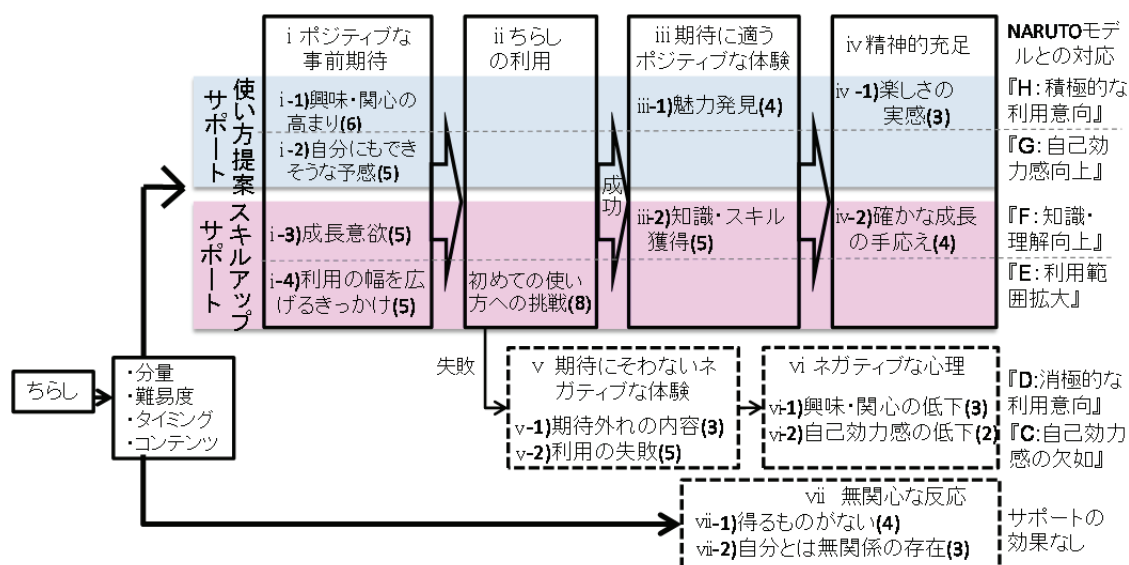 ⅰポジティブな
事前期待
ⅱちらし
の利用
ⅲ期待に適う
ポジティブな体験
ⅳ精神的充足
NARUTOモデ
ルとの対応
使い方提案
サポート
ⅰ-1)興味・関心の
高まり(6)
ⅲ-1)魅力発見(4)
ⅳ-1)楽しさの
実感(3)
『H:積極的な
利用意向』
ⅰ-2)自分にもでき
そうな予感(5)
『G:自己効
力感向上』
成功
スキルアップ
サポート
ⅰ-3)成長意欲(5)
ⅲ-2)知識・スキル
獲得(5)
ⅳ-2)確かな成長
の手応え(4)
『F:知識・
理解向上』
ⅰ-4)利用の幅を広
げるきっかけ(5)
初めての使い
方への挑戦(8)
『E:利用範
囲拡大』
ちらし
・分量
・難易度
・タイミング
・コンテンツ
失敗
ⅴ 期待にそわないネ
ガティブな体験
ⅴ-1)期待外れの内容(3)
ⅴ-2)利用の失敗(5)
ⅵネガティブな心理
ⅵ-1)興味・関心の低下(3)
ⅵ-2)自己効力感の低下(2)
『D:消極的な
利用意向』
『C:自己効力
感の欠如』
ⅶ 無関心な反応
ⅶ-1)得るものがない(4)
ⅶ-2)自分とは無関係の存在(3)
サポートの
効果なし